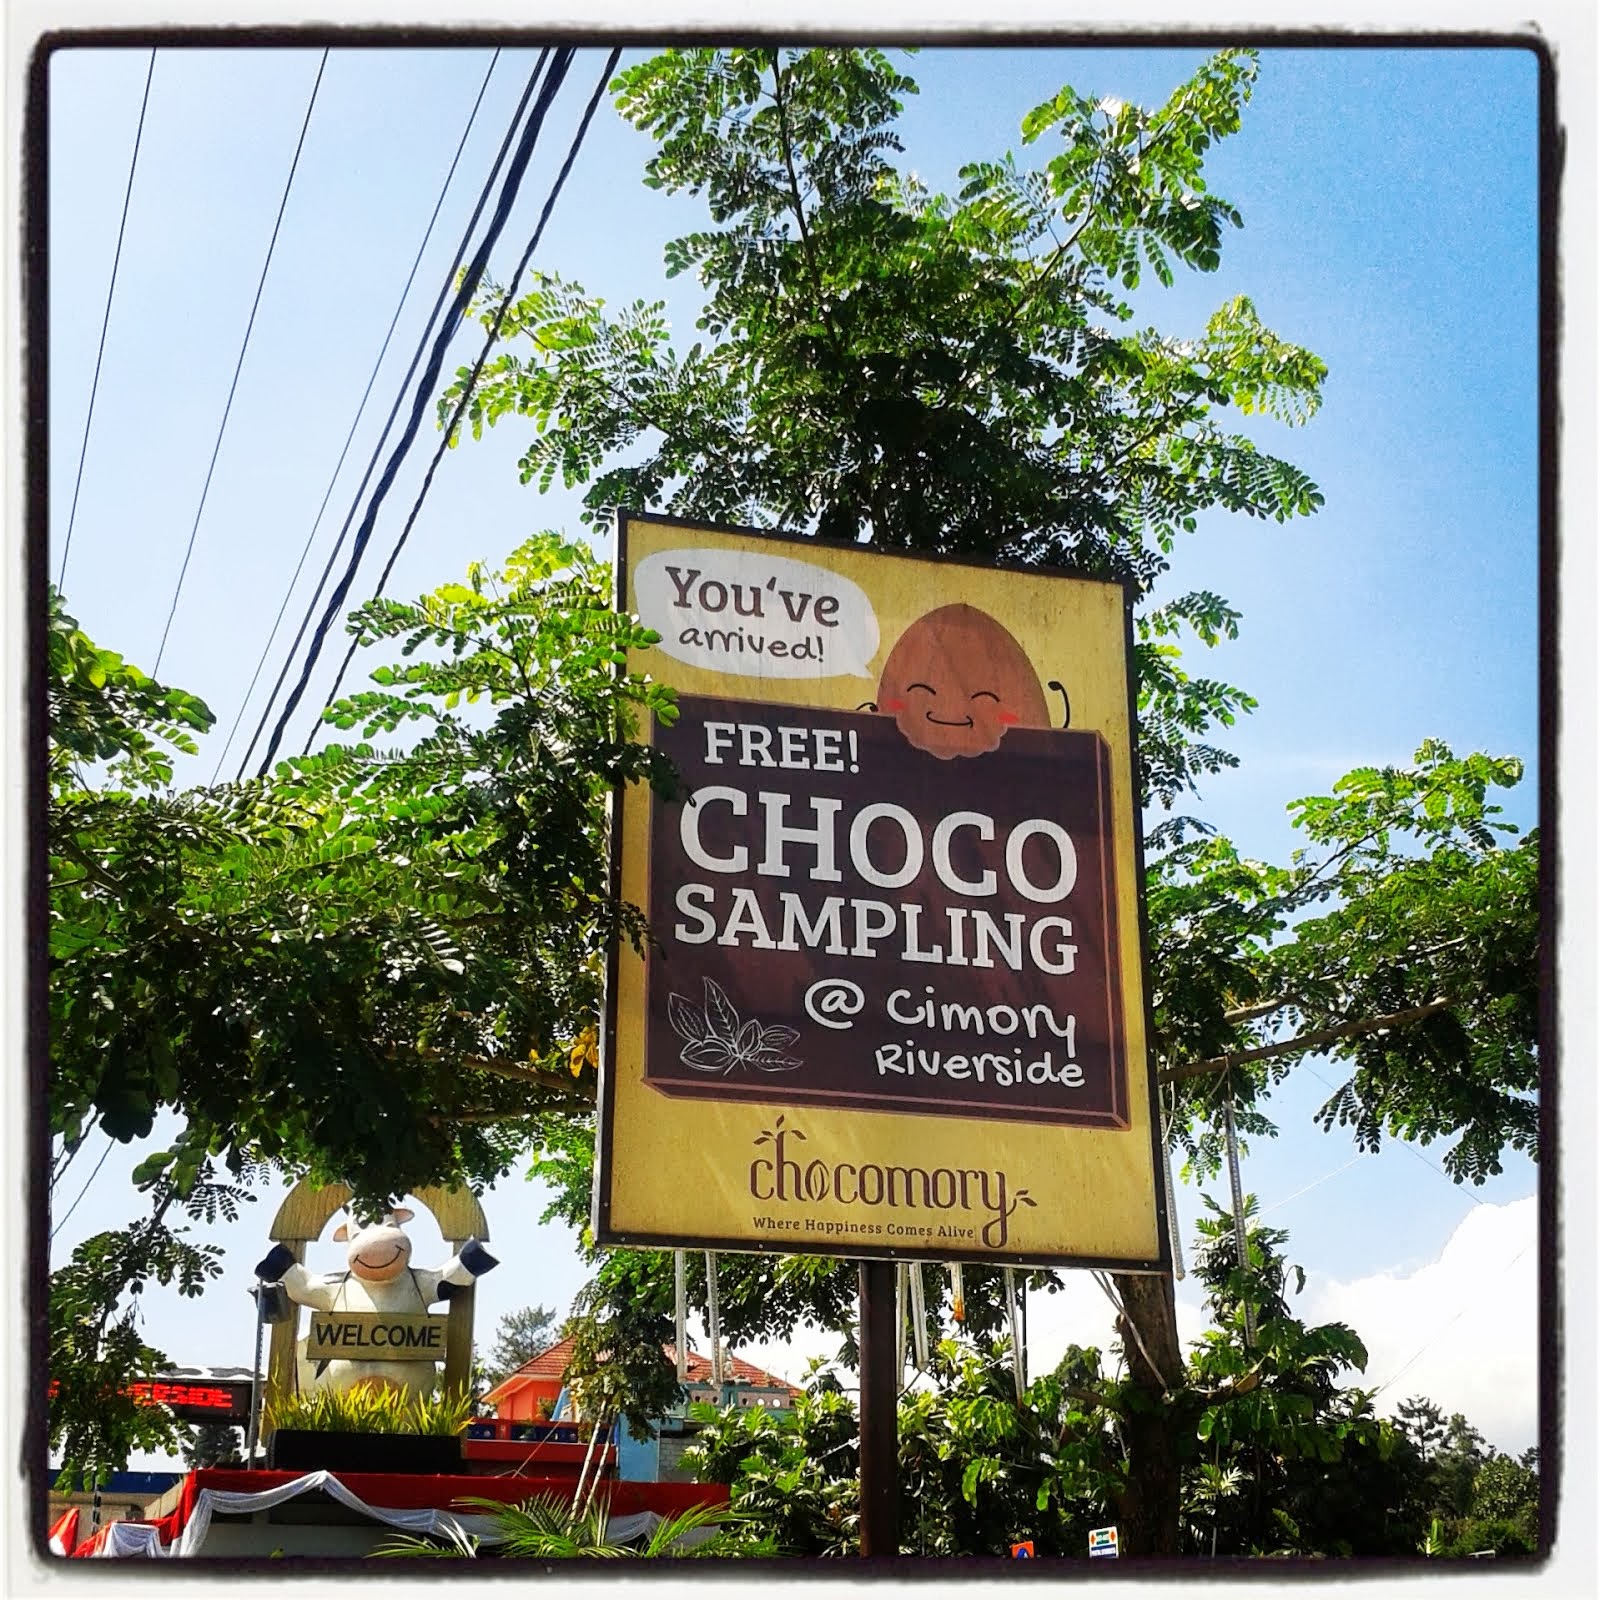 You've
arrived!
FREE!
CHOCO
SAMPLING
@ Cimory
Riverside
chocomory
Where Happiness Comes Alive
WELCOME